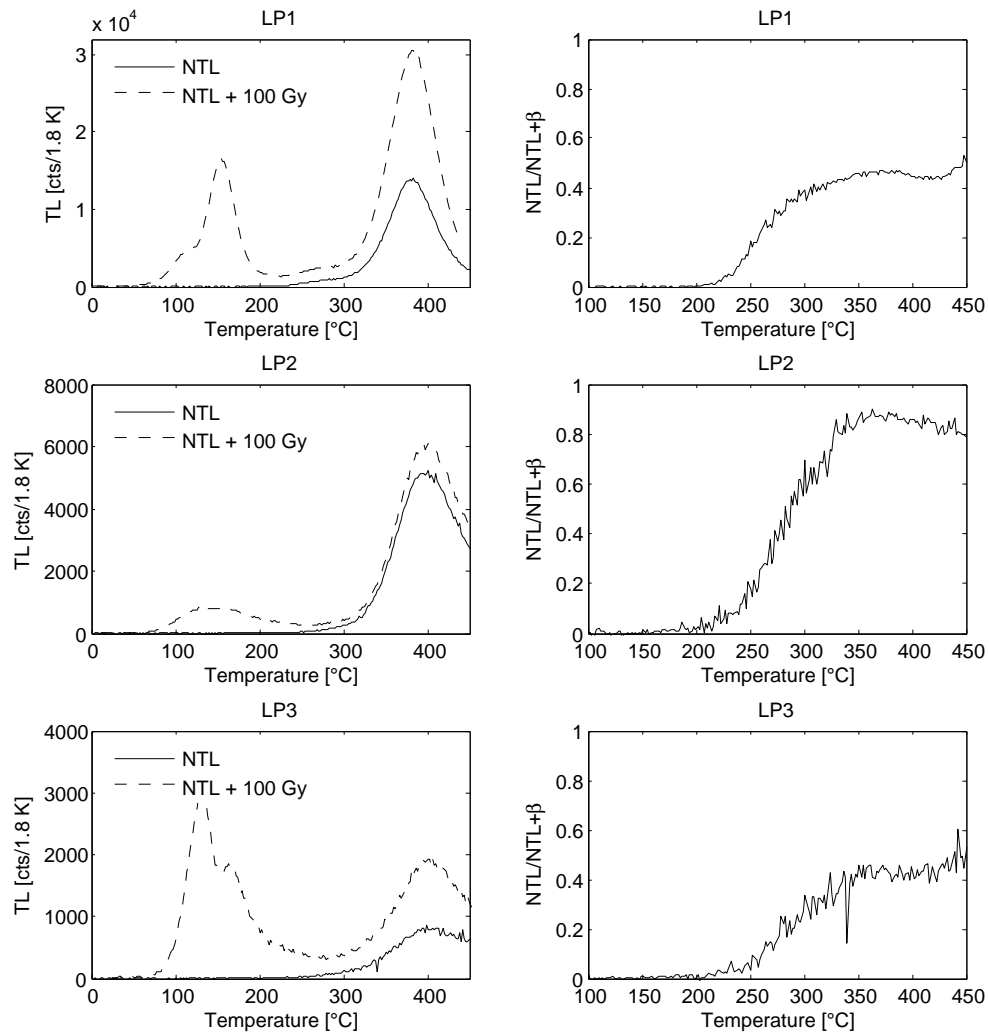 LP1
x 10⁴
3
2
1
0
TL [cts/1.8 K]
NTL
NTL + 100 Gy
0 100 200 300 400
Temperature [°C]
LP1
1
0.8
0.6
0.4
0.2
0
NTL/NTL+β
100 150 200 250 300 350 400 450
Temperature [°C]
LP2
8000
6000
4000
2000
0
TL [cts/1.8 K]
NTL
NTL + 100 Gy
0 100 200 300 400
Temperature [°C]
LP2
1
0.8
0.6
0.4
0.2
0
NTL/NTL+β
100 150 200 250 300 350 400 450
Temperature [°C]
LP3
4000
3000
2000
1000
0
TL [cts/1.8 K]
NTL
NTL + 100 Gy
0 100 200 300 400
Temperature [°C]
LP3
1
0.8
0.6
0.4
0.2
0
NTL/NTL+β
100 150 200 250 300 350 400 450
Temperature [°C]